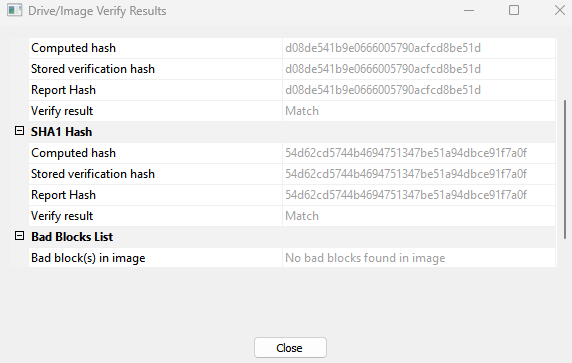 Drive/Image Verify Results
Computed hash d08de541b9e0666005790acfcd8be51d
Stored verification hash d08de541b9e0666005790acfcd8be51d
Report Hash d08de541b9e0666005790acfcd8be51d
Verify result Match
SHA1 Hash
Computed hash 54d62cd5744b4694751347be51a94dbce91f7a0f
Stored verification hash 54d62cd5744b4694751347be51a94dbce91f7a0f
Report Hash 54d62cd5744b4694751347be51a94dbce91f7a0f
Verify result Match
Bad Blocks List
Bad block(s) in image No bad blocks found in image
Close